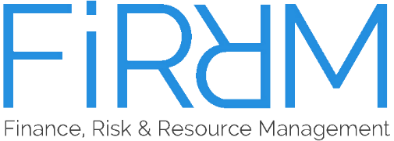 FiRRM
Finance, Risk & Resource Management